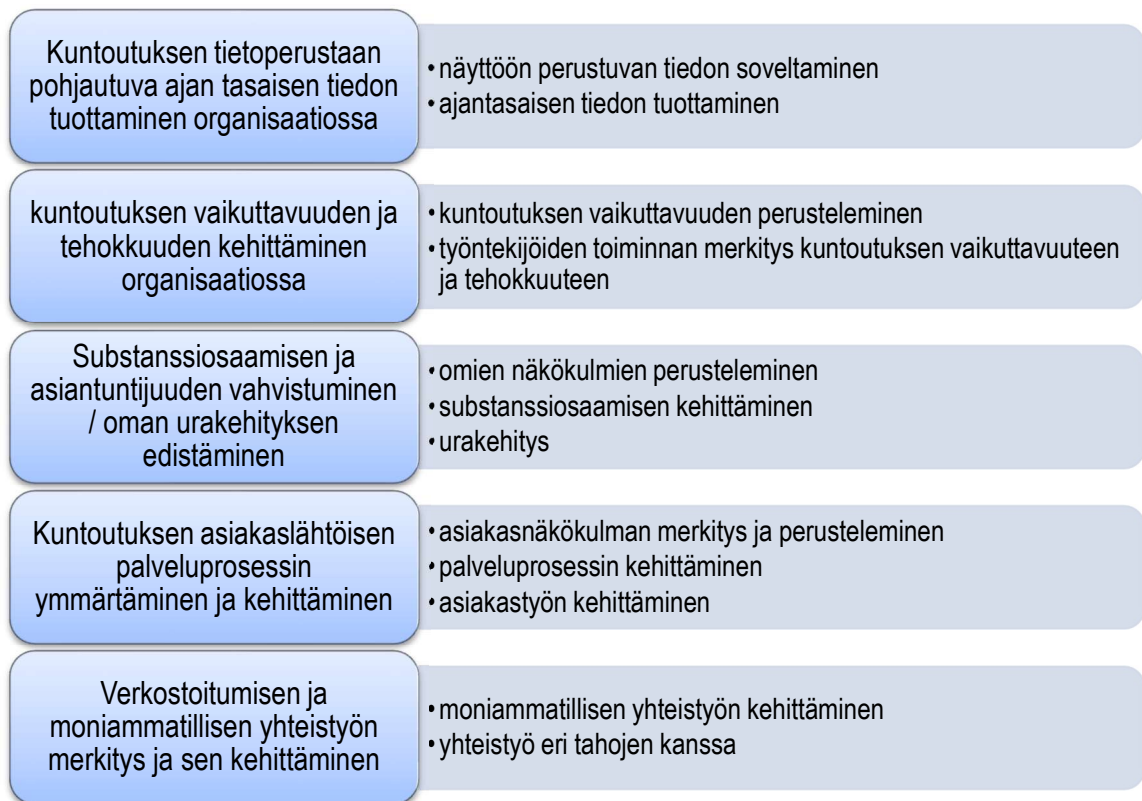 Kuntoutuksen tietoperustaan
pohjautuva ajan tasaisen tiedon
tuottaminen organisaatiossa
•näyttöön perustuvan tiedon soveltaminen
•ajantasaisen tiedon tuottaminen
kuntoutuksen vaikuttavuuden ja
tehokkuuden kehittäminen
organisaatiossa
•kuntoutuksen vaikuttavuuden perusteleminen
•työntekijöiden toiminnan merkitys kuntoutuksen vaikuttavuuteen
ja tehokkuuteen
Substanssiosaamisen ja
asiantuntijuuden vahvistuminen
/ oman urakehityksen
edistäminen
•omien näkökulmien perusteleminen
•substanssiosaamisen kehittäminen
•urakehitys
Kuntoutuksen asiakaslähtöisen
palveluprosessin
ymmärtäminen ja kehittäminen
•asiakasnäkökulman merkitys ja perusteleminen
•palveluprosessin kehittäminen
•asiakastyön kehittäminen
Verkostoitumisen ja
moniammatillisen yhteistyön
merkitys ja sen kehittäminen
•moniammatillisen yhteistyön kehittäminen
•yhteistyö eri tahojen kanssa